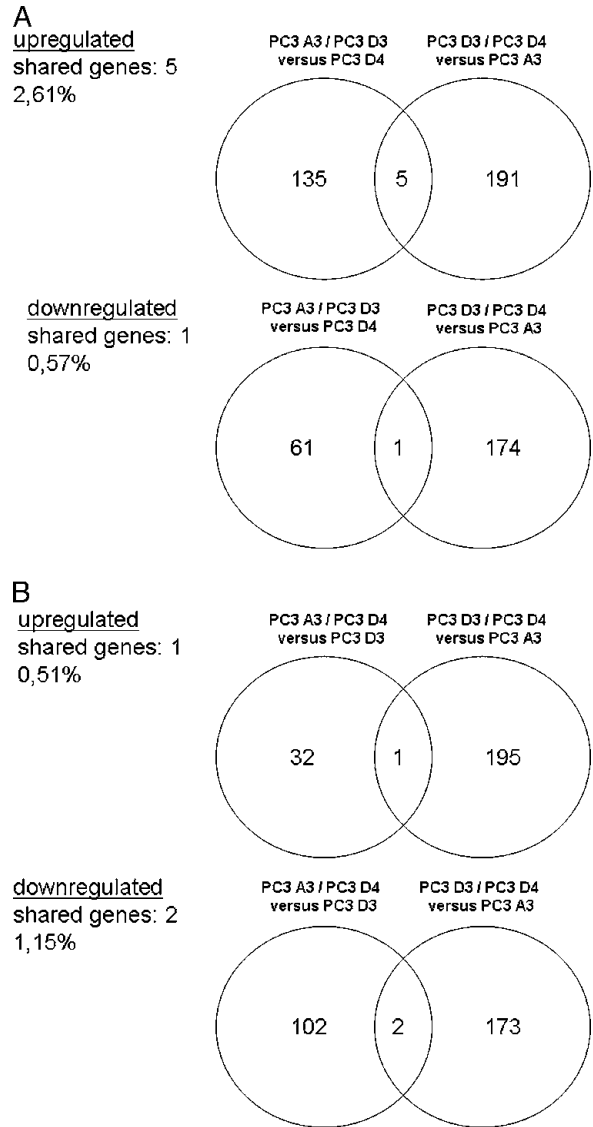 A
upregulated
shared genes: 5
2,61%
PC3 A3 / PC3 D3
versus PC3 D4
PC3 D3 / PC3 D4
versus PC3 A3
135
5
191
downregulated
shared genes: 1
0,57%
PC3 A3 / PC3 D3
versus PC3 D4
PC3 D3 / PC3 D4
versus PC3 A3
61
1
174
B
upregulated
shared genes: 1
0,51%
PC3 A3 / PC3 D4
versus PC3 D3
PC3 D3 / PC3 D4
versus PC3 A3
32
1
195
downregulated
shared genes: 2
1,15%
PC3 A3 / PC3 D4
versus PC3 D3
PC3 D3 / PC3 D4
versus PC3 A3
102
2
173